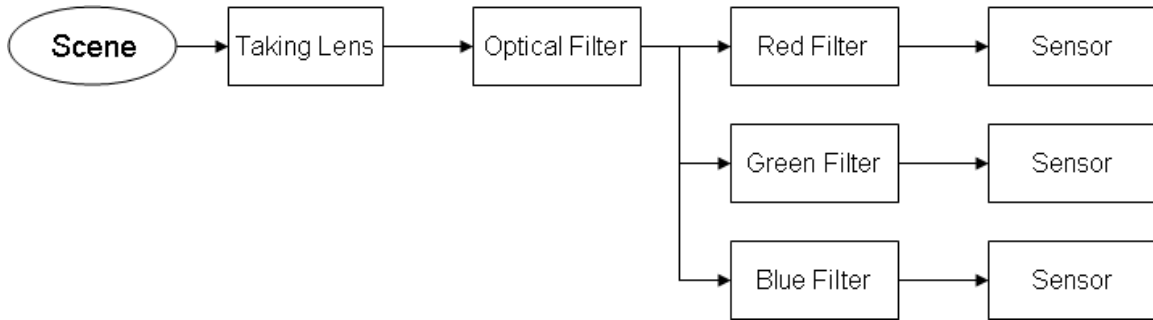 Scene
Taking Lens
Optical Filter
Red Filter
Sensor
Green Filter
Sensor
Blue Filter
Sensor